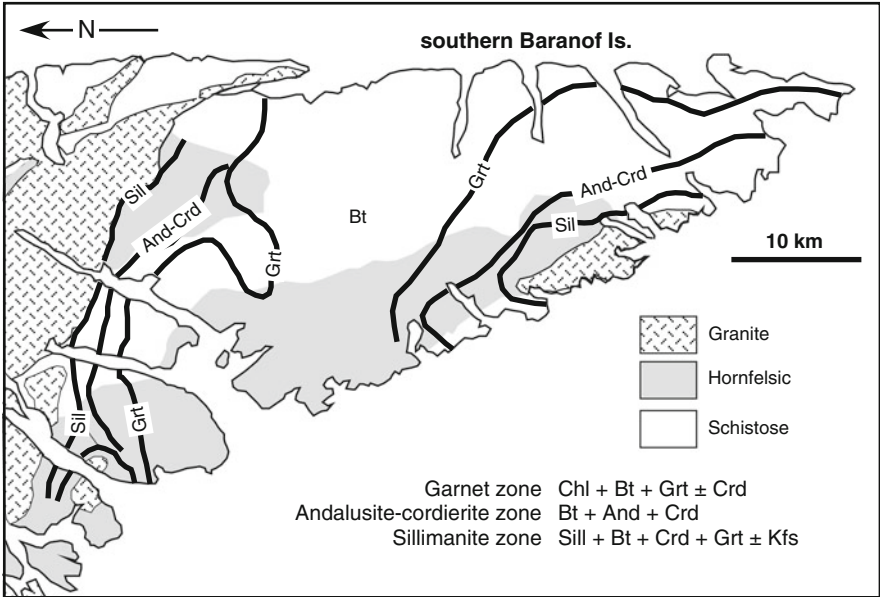 N
southern Baranof Is.
Sil
And-Crd
Grt
Bt
Grt
And-Crd
Sil
10 km
Sil
Grt
Granite
Hornfelsic
Schistose
Garnet zone Chl + Bt + Grt ± Crd
Andalusite-cordierite zone Bt + And + Crd
Sillimanite zone Sill + Bt + Crd + Grt ± Kfs